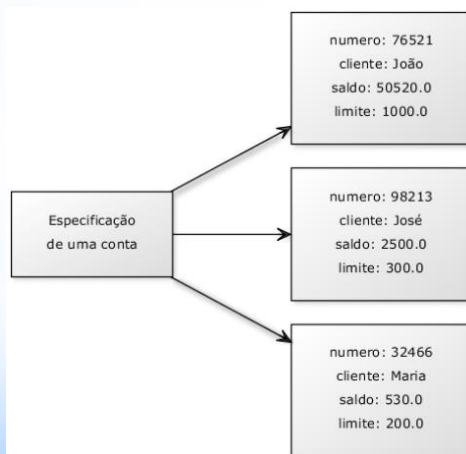 numero: 76521
cliente: João
saldo: 50520.0
limite: 1000.0
Especificação
de uma conta
numero: 98213
cliente: José
saldo: 2500.0
limite: 300.0
numero: 32466
cliente: Maria
saldo: 530.0
limite: 200.0